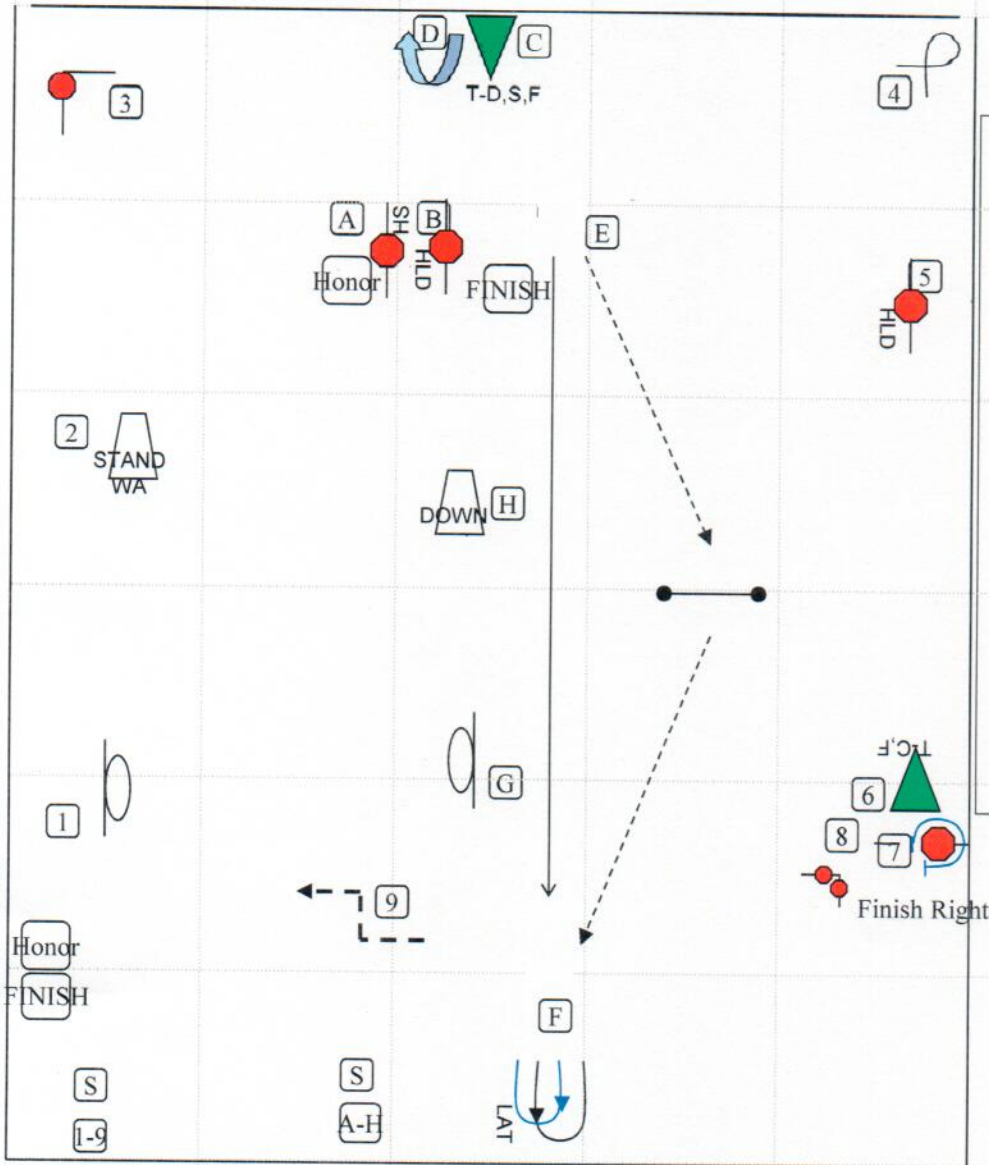 D
C
T-D,S,F
3
4
A
SH
B
HLD
E
Honor
FINISH
5
HLD
2
STAND
WA
DOWN
H
T-C,F
6
G
1
8
7
9
Finish Right
Honor
FINISH
F
S
S
LAT
1-9
A-H